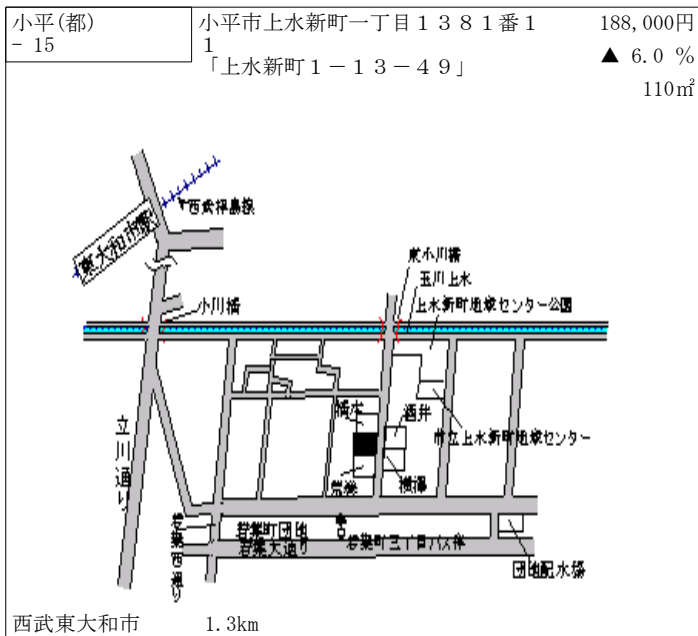 小平(都)
- 15
小平市上水新町一丁目１３８１番１
１
「上水新町１－１３－４９」
188,000円
▲ 6.0 %
110㎡
東大和市駅
西武拝島線
小川橋
東小川橋
玉川上水
上水新町地域センター公園
酒井
市立上水新町地域センター
立川通り
若葉西通り
若葉町団地
若葉大通り
若葉町三丁目バス停
団地配水場
西武東大和市
1.3km